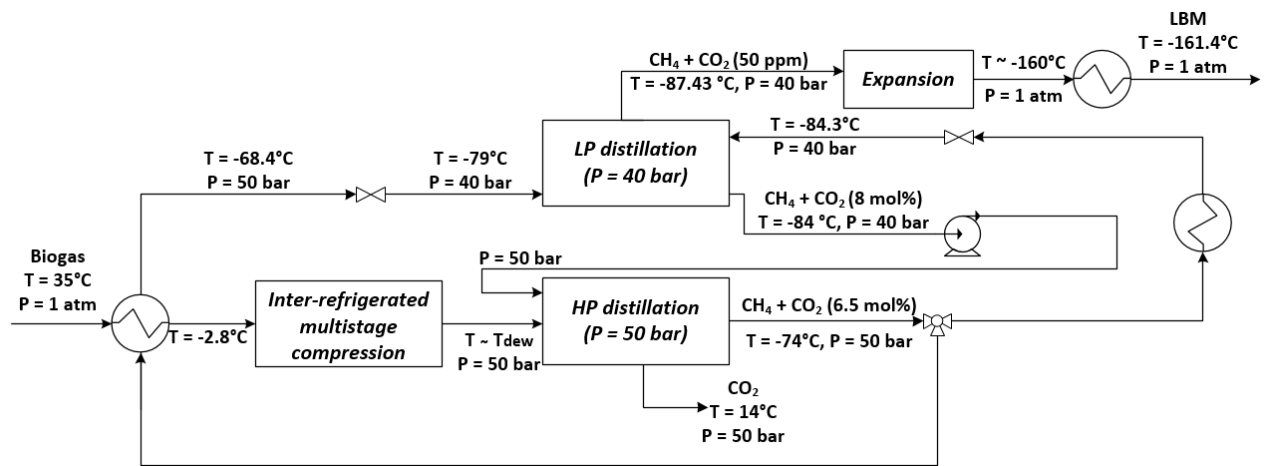 LBM
T = -161.4°C
P = 1 atm
CH4 + CO2 (50 ppm)
T = -87.43 °C, P = 40 bar
Expansion
T ~ -160°C
P = 1 atm
T = -68.4°C
P = 50 bar
T = -79°C
P = 40 bar
LP distillation
(P = 40 bar)
T = -84.3°C
P = 40 bar
CH4 + CO2 (8 mol%)
T = -84 °C, P = 40 bar
Biogas
T = 35°C
P = 1 atm
T = -2.8°C
Inter-refrigerated
multistage
compression
P = 50 bar
T ~ Tdew
P = 50 bar
HP distillation
(P = 50 bar)
CH4 + CO2 (6.5 mol%)
T = -74°C, P = 50 bar
CO2
T = 14°C
P = 50 bar